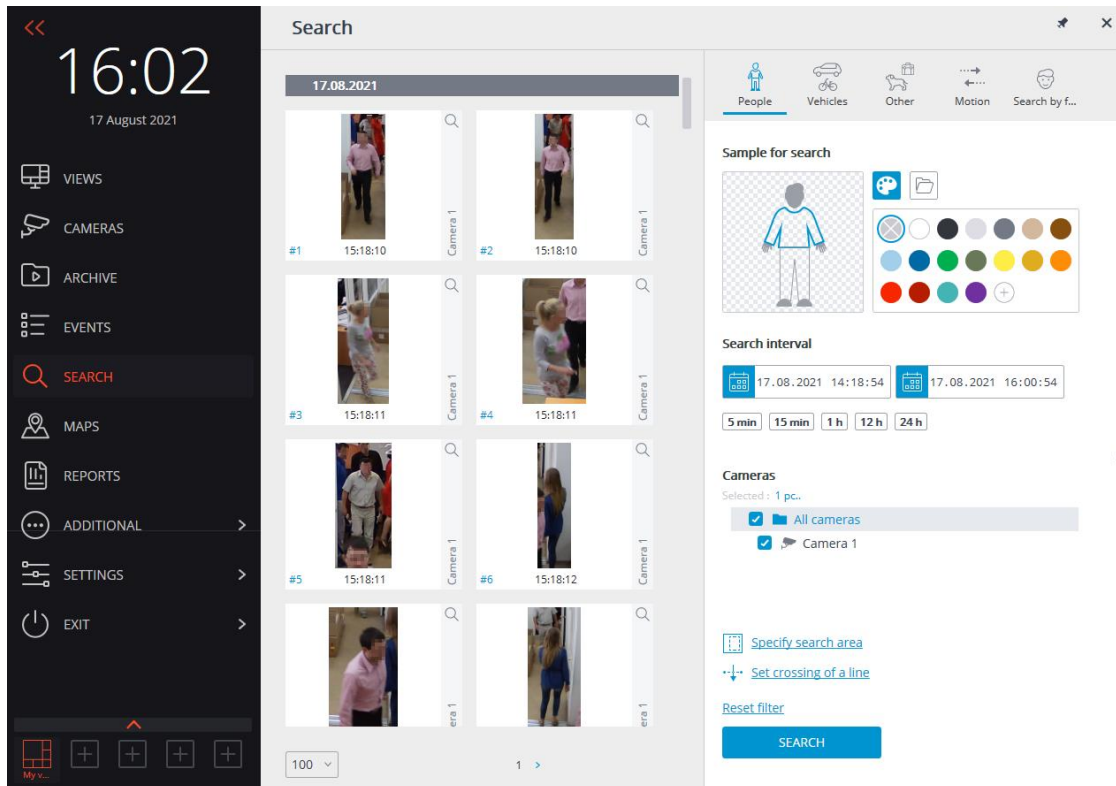 Search
16:02
17 August 2021
VIEWS
CAMERAS
ARCHIVE
EVENTS
SEARCH
MAPS
REPORTS
ADDITIONAL
SETTINGS
EXIT
My v...
17.08.2021
#1 15:18:10 Camera 1
#2 15:18:10 Camera 1
#3 15:18:11 Camera 1
#4 15:18:11 Camera 1
#5 15:18:11 Camera 1
#6 15:18:12 Camera 1
era 1
era 1
100
1 >
People Vehicles Other Motion Search by f...
Sample for search
Search interval
17.08.2021 14:18:54 17.08.2021 16:00:54
5 min 15 min 1 h 12 h 24 h
Cameras
Selected : 1 pc..
All cameras
Camera 1
Specify search area
Set crossing of a line
Reset filter
SEARCH